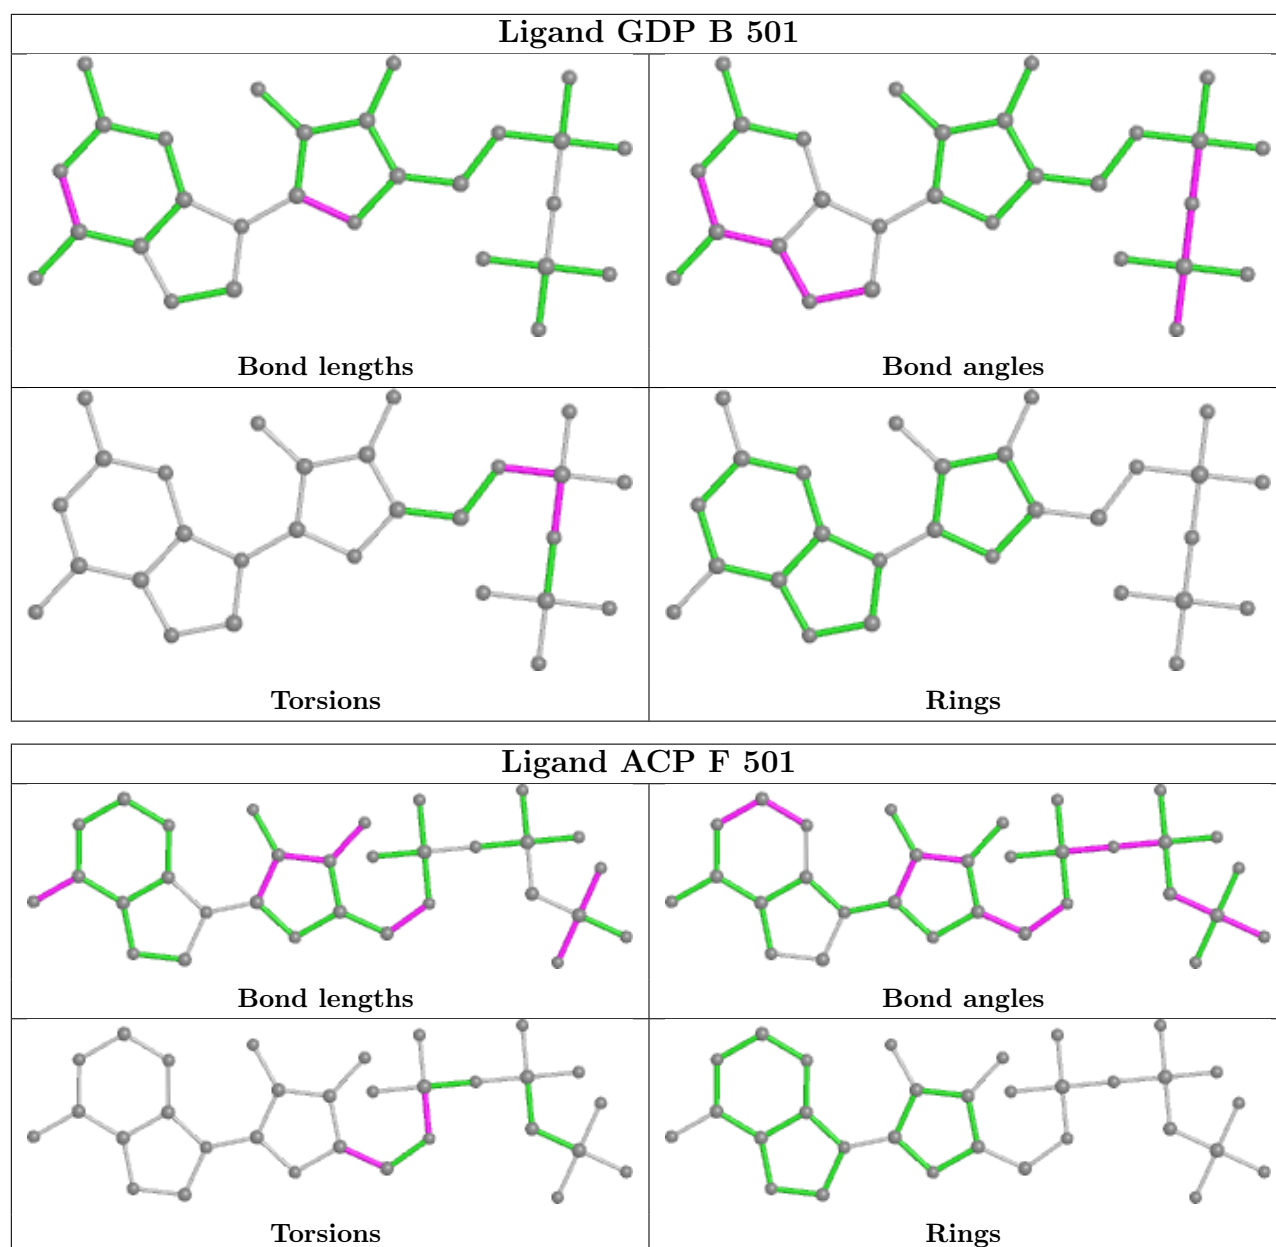 Ligand GDP B 501
Bond lengths
Bond angles
Torsions
Rings
Ligand ACP F 501
Bond lengths
Bond angles
Torsions
Rings